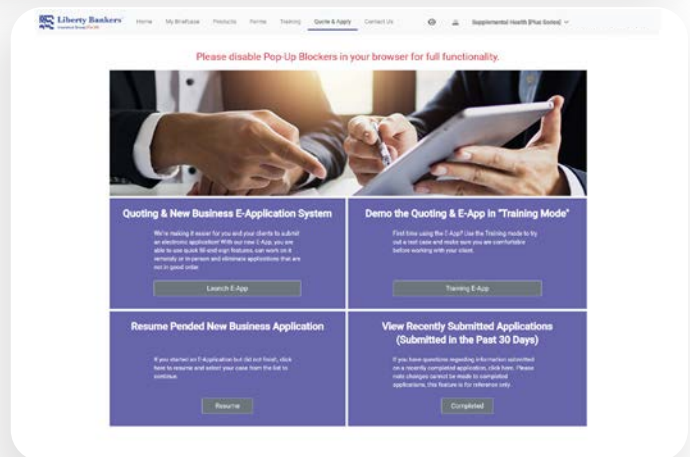 Liberty Bankers
Home My Briefcase Products Forms Training Quote & Apply Contact Us Supplemental Health [Plus Series]
Please disable Pop-Up Blockers in your browser for full functionality.
Quoting & New Business E-Application System
We're making it easier for you and your clients to submit
an electronic application! With our new E-App, you are
able to use quick fill-and-sign features, can work on it
remotely or in-person and eliminate applications that are
not in good order.
Launch E-App
Demo the Quoting & E-App in "Training Mode"
First time using the E-App? Use the Training mode to try
out a test case and make sure you are comfortable
before working with your client.
Training E-App
Resume Pended New Business Application
If you started an E-Application but did not finish, click
here to resume and select your case from the list to
continue.
Resume
View Recently Submitted Applications
(Submitted in the Past 30 Days)
If you have questions regarding information submitted
on a recently completed application, click here. Please
note changes cannot be made to completed
applications, this feature is for reference only.
Completed